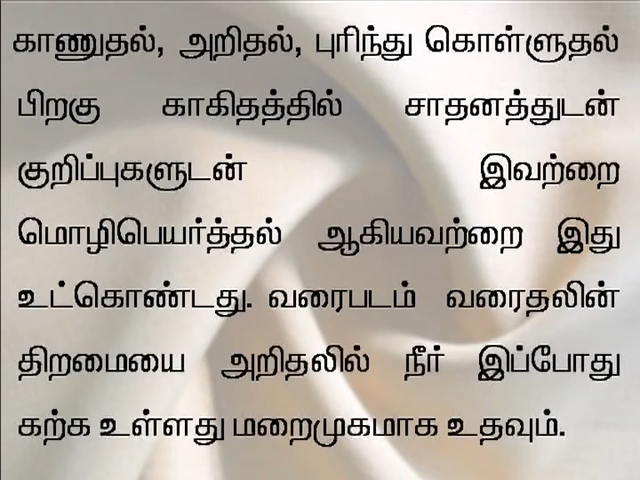 காணுதல், அறிதல், புரிந்து கொள்ளுதல்
பிறகு காகிதத்தில் சாதனத்துடன்
குறிப்புகளுடன் இவற்றை
மொழிபெயர்த்தல் ஆகியவற்றை இது
உட்கொண்டது. வரைபடம் வரைதலின்
திறமையை அறிதலில் நீர் இப்போது
கற்க உள்ளது மறைமுகமாக உதவும்.